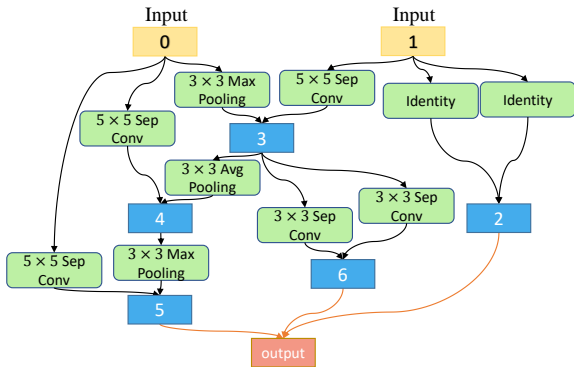 Input
Input
0
1
3 × 3 Max
Pooling
5 × 5 Sep
Conv
Identity
Identity
5 × 5 Sep
Conv
3
3 × 3 Avg
Pooling
3 × 3 Sep
Conv
3 × 3 Sep
Conv
4
2
5 × 5 Sep
Conv
3 × 3 Max
Pooling
6
5
output